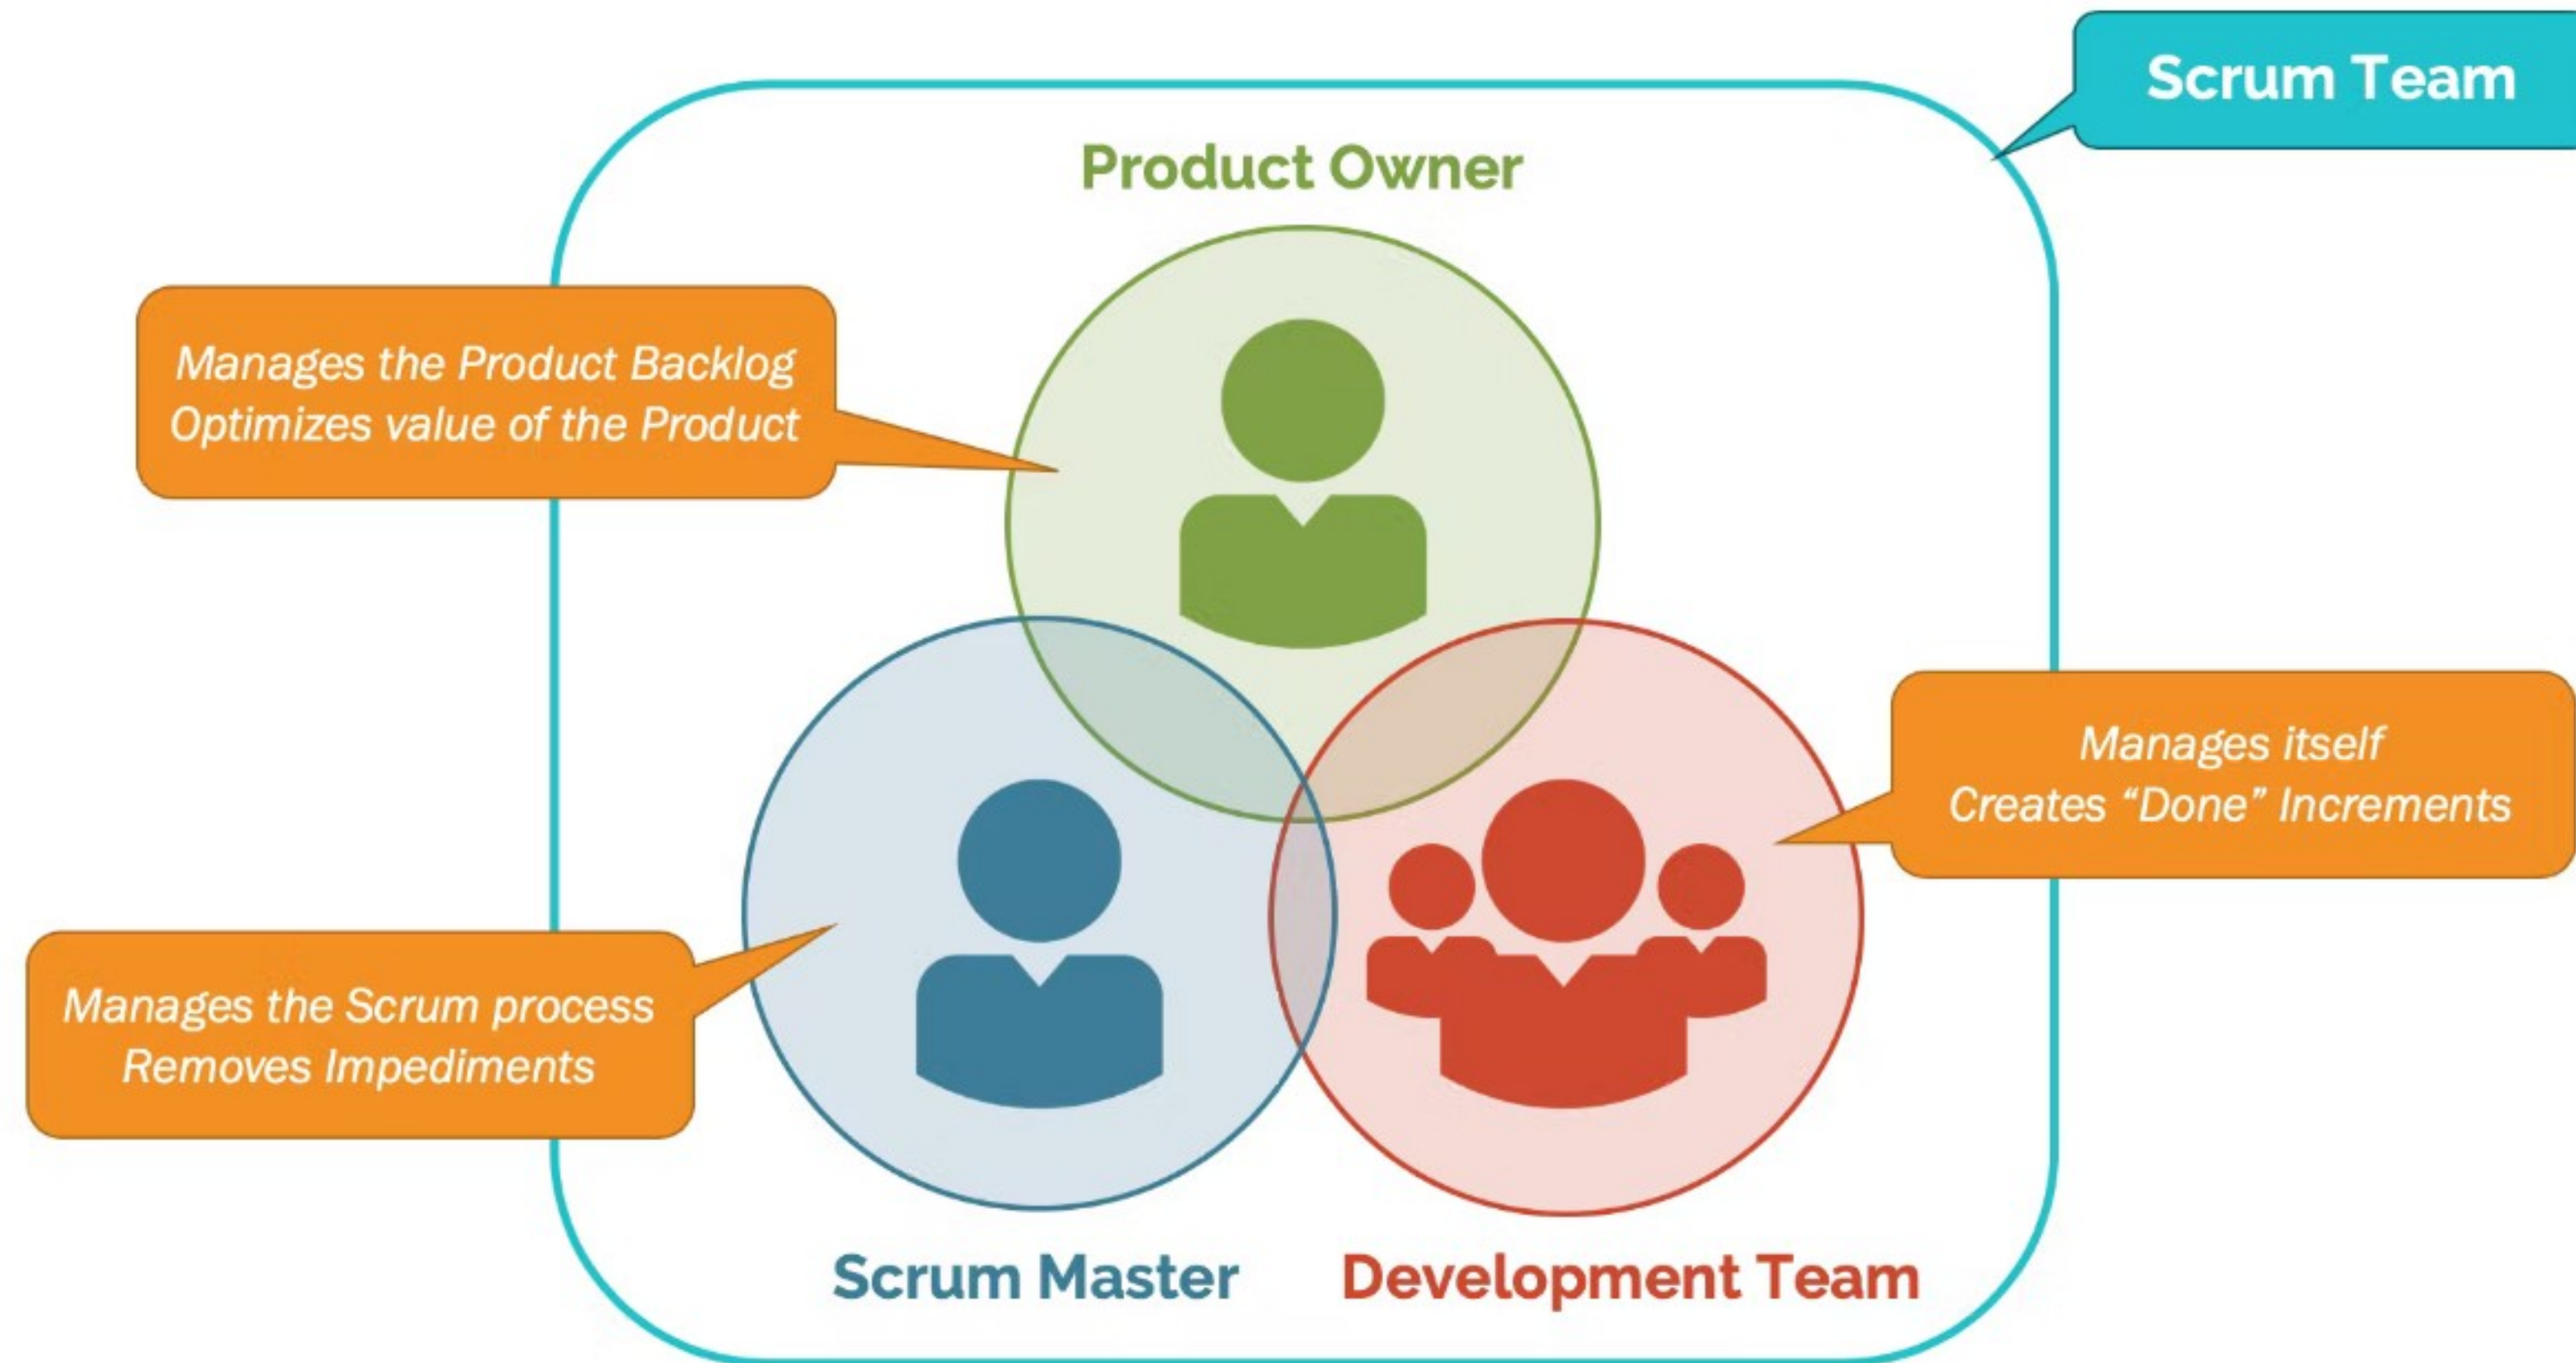 Scrum Team
Product Owner
Manages the Product Backlog
Optimizes value of the Product
Manages itself
Creates “Done” Increments
Manages the Scrum process
Removes Impediments
Scrum Master
Development Team